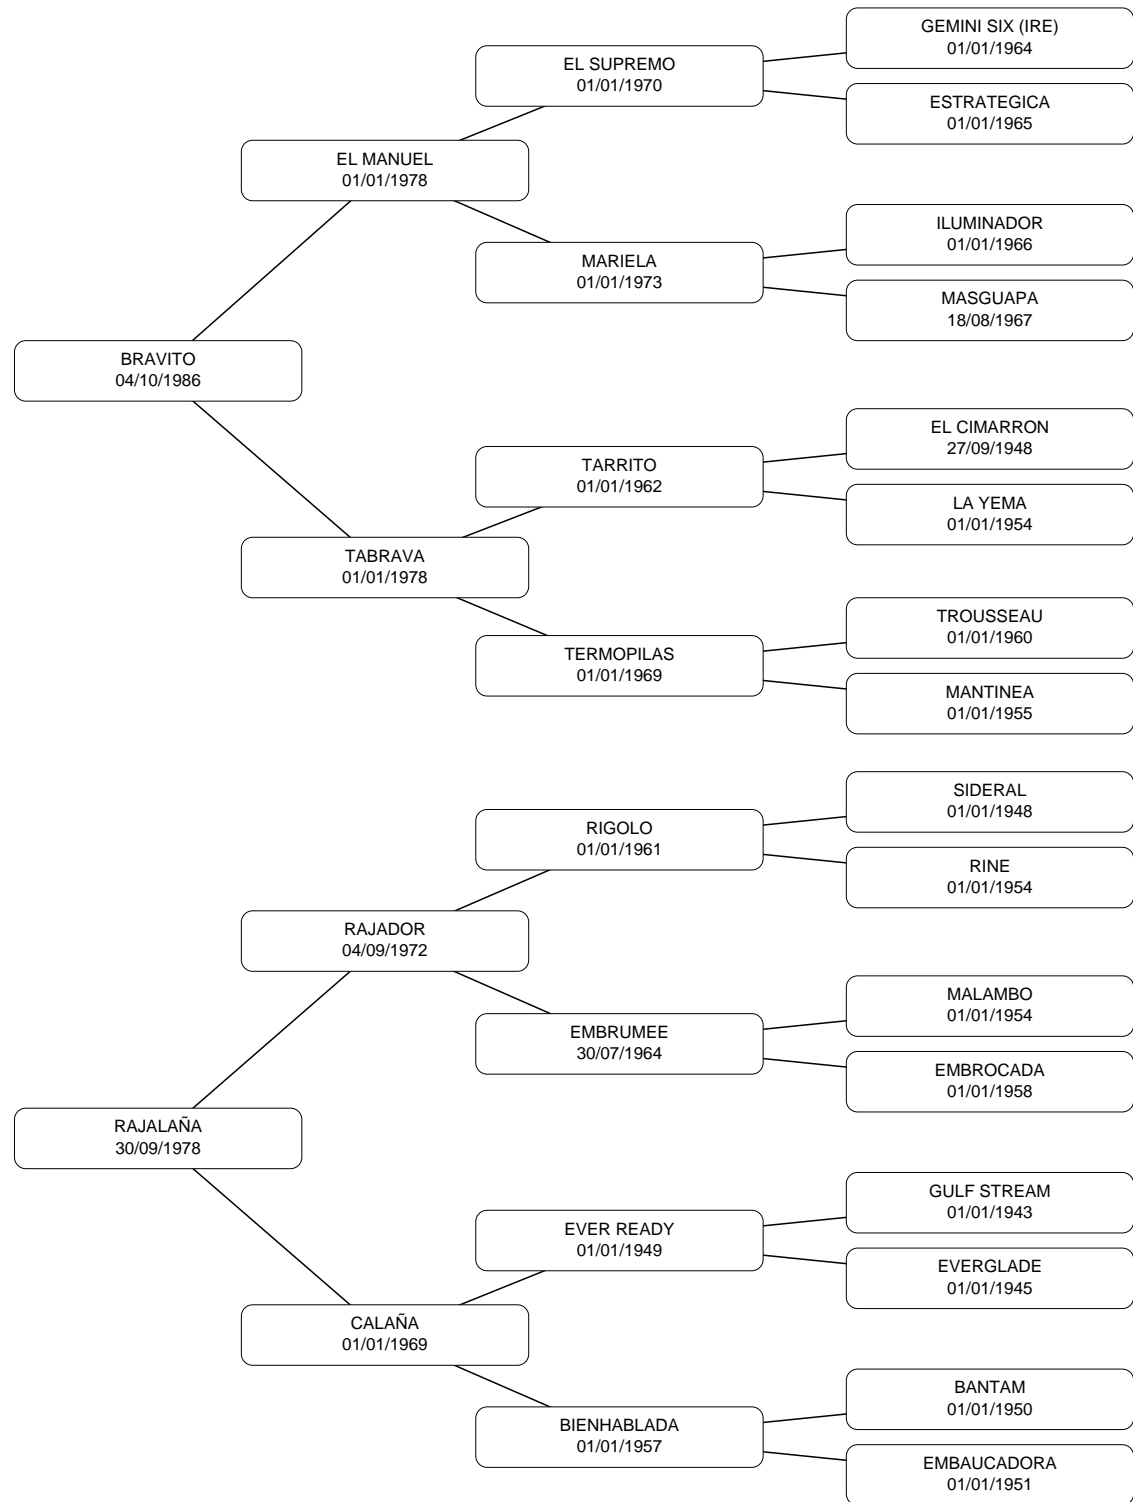 GEMINI SIX (IRE)
01/01/1964
EL SUPREMO
01/01/1970
ESTRATEGICA
01/01/1965
EL MANUEL
01/01/1978
ILUMINADOR
01/01/1966
MARIELA
01/01/1973
MASGUAPA
18/08/1967
BRAVITO
04/10/1986
EL CIMARRON
27/09/1948
TARRITO
01/01/1962
LA YEMA
01/01/1954
TABRAVA
01/01/1978
TROUSSEAU
01/01/1960
TERMOPILAS
01/01/1969
MANTINEA
01/01/1955
SIDERAL
01/01/1948
RIGOLO
01/01/1961
RINE
01/01/1954
RAJADOR
04/09/1972
MALAMBO
01/01/1954
EMBRUMEE
30/07/1964
EMBROCADA
01/01/1958
RAJALAÑA
30/09/1978
GULF STREAM
01/01/1943
EVER READY
01/01/1949
EVERGLADE
01/01/1945
CALAÑA
01/01/1969
BANTAM
01/01/1950
BIENHABLADA
01/01/1957
EMBAUCADORA
01/01/1951